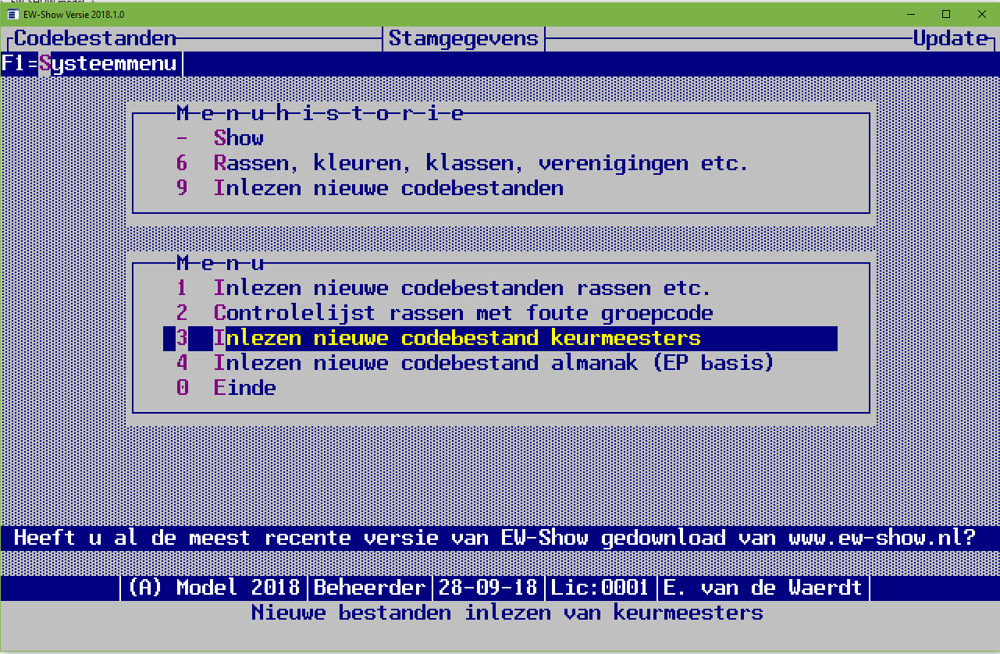 EW-Show Versie 2018.1.0
Codebestanden Stamgegevens Update
F1=Systeemmenu
Menuhistorie
- Show
6 Rassen, kleuren, klassen, verenigingen etc.
9 Inlezen nieuwe codebestanden
Menu
1 Inlezen nieuwe codebestanden rassen etc.
2 Controlelijst rassen met foute groepcode
3 Inlezen nieuwe codebestand keurmeesters
4 Inlezen nieuwe codebestand almanak (EP basis)
0 Einde
Heeft u al de meest recente versie van EW-Show gedownload van www.ew-show.nl?
(A) Model 2018 Beheerder 28-09-18 Lic:0001 E. van de Waerdt
Nieuwe bestanden inlezen van keurmeesters